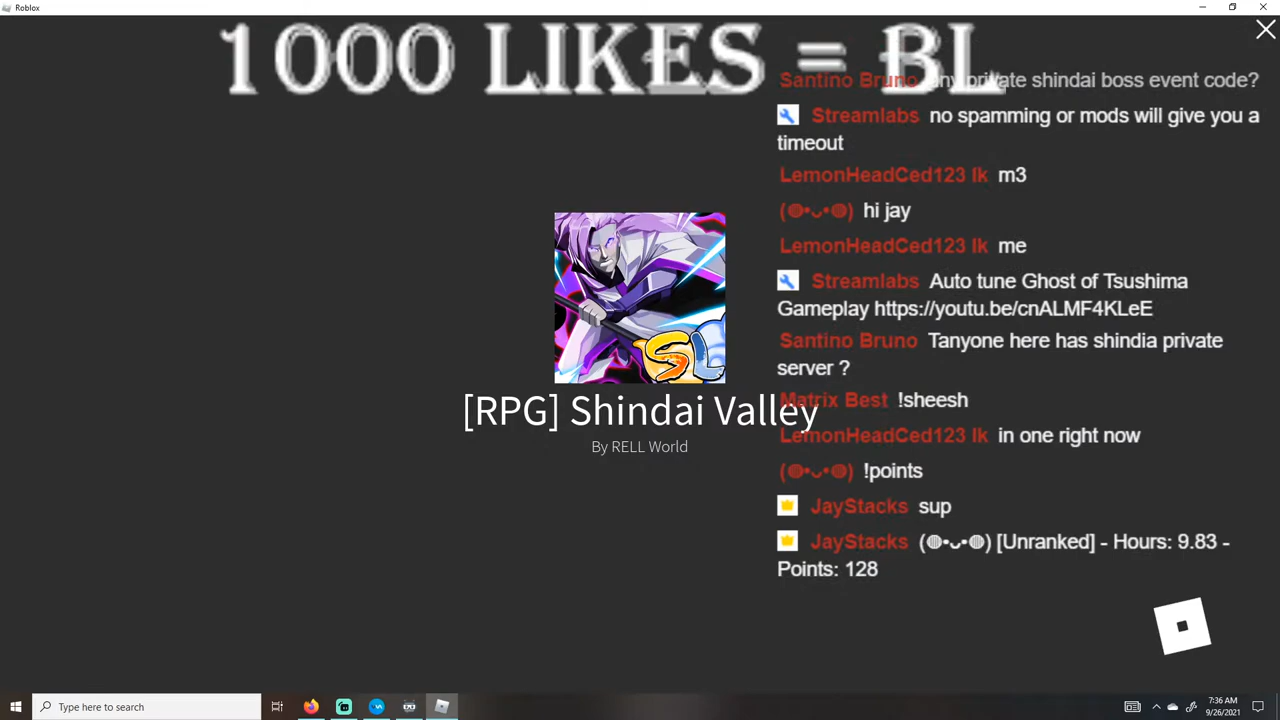 Roblox
1000 LIKES = BL
Santino Bruno any private shindai boss event code?
Streamlabs no spamming or mods will give you a
timeout
LemonHeadCed123 lk m3
(◍•ᴗ•◍) hi jay
LemonHeadCed123 lk me
Streamlabs Auto tune Ghost of Tsushima
Gameplay https://youtu.be/cnALMF4KLeE
Santino Bruno Tanyone here has shindia private
server ?
Matrix Best !sheesh
LemonHeadCed123 lk in one right now
(◍•ᴗ•◍) !points
JayStacks sup
JayStacks (◍•ᴗ•◍) [Unranked] - Hours: 9.83 -
Points: 128
SL
[RPG] Shindai Valley
By RELL World
Type here to search
7:36 AM
9/26/2021